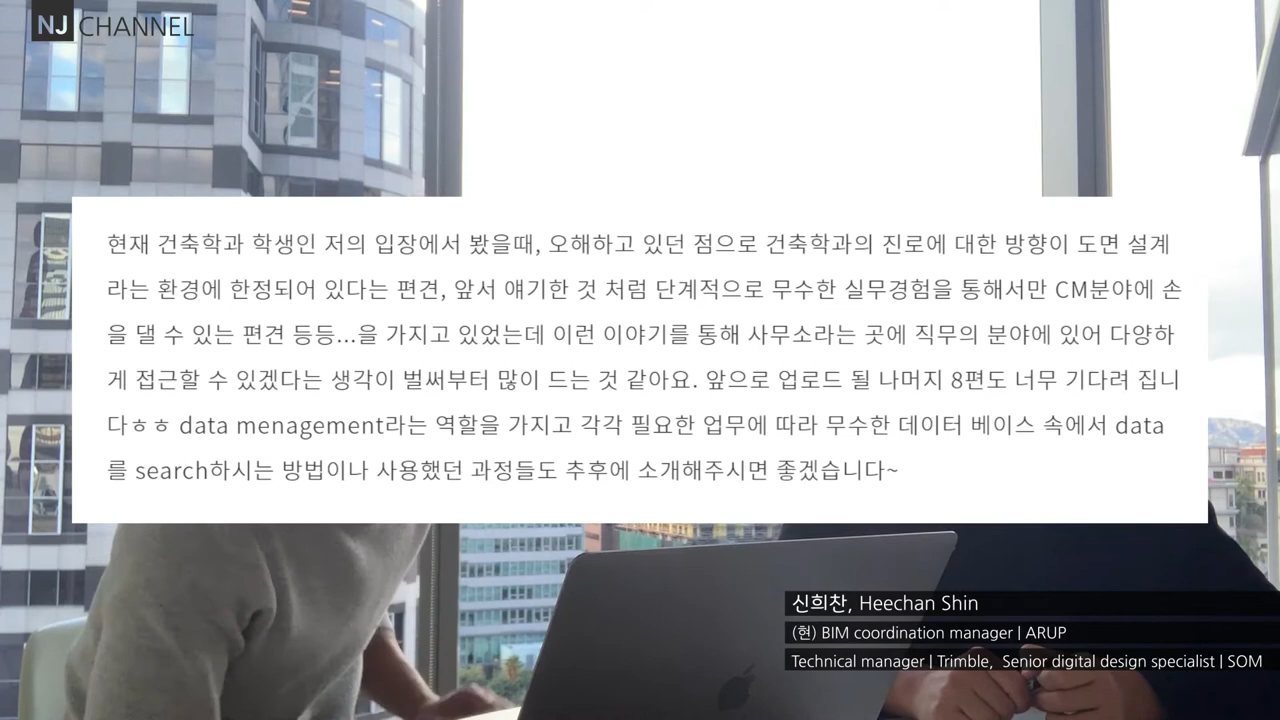 NJ CHANNEL
현재 건축학과 학생인 저의 입장에서 봤을때, 오해하고 있던 점으로 건축학과의 진로에 대한 방향이 도면 설계
라는 환경에 한정되어 있다는 편견, 앞서 얘기한 것 처럼 단계적으로 무수한 실무경험을 통해서만 CM분야에 손
을 댈 수 있는 편견 등등...을 가지고 있었는데 이런 이야기를 통해 사무소라는 곳에 직무의 분야에 있어 다양하
게 접근할 수 있겠다는 생각이 벌써부터 많이 드는 것 같아요. 앞으로 업로드 될 나머지 8편도 너무 기다려 집니
다ㅎㅎ data menagement라는 역할을 가지고 각각 필요한 업무에 따라 무수한 데이터 베이스 속에서 data
를 search하시는 방법이나 사용했던 과정들도 추후에 소개해주시면 좋겠습니다~
신희찬, Heechan Shin
(현) BIM coordination manager | ARUP
Technical manager | Trimble, Senior digital design specialist | SOM